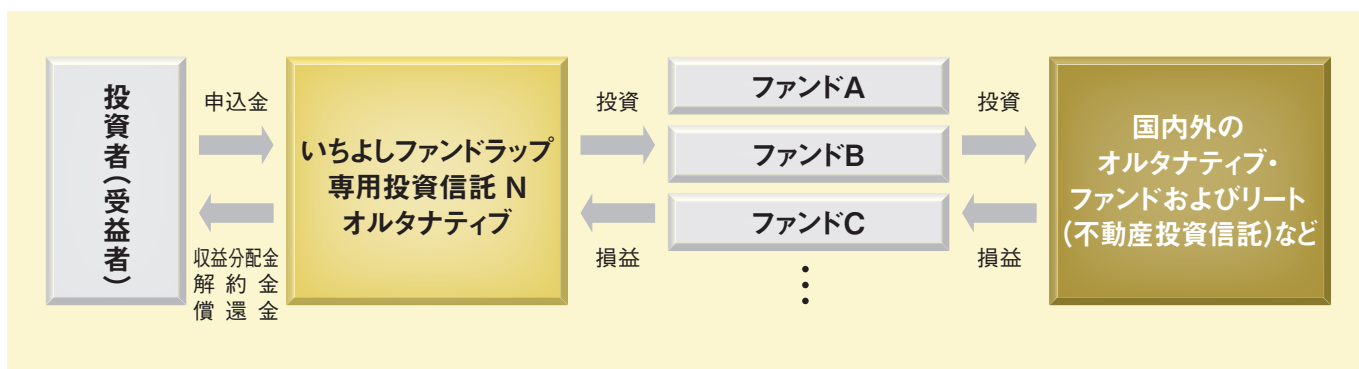 投資者(受益者)
申込金
収益分配金
解約金
償還金
いちよしファンドラップ
専用投資信託 N
オルタナティブ
投資
損益
ファンドA
ファンドB
ファンドC
⋮
投資
損益
国内外の
オルタナティブ・
ファンドおよびリート
(不動産投資信託)など